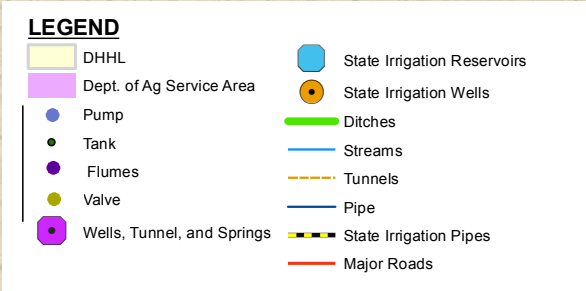 LEGEND
DHHL
Dept. of Ag Service Area
Pump
Tank
Flumes
Valve
Wells, Tunnel, and Springs
State Irrigation Reservoirs
State Irrigation Wells
Ditches
Streams
Tunnels
Pipe
State Irrigation Pipes
Major Roads